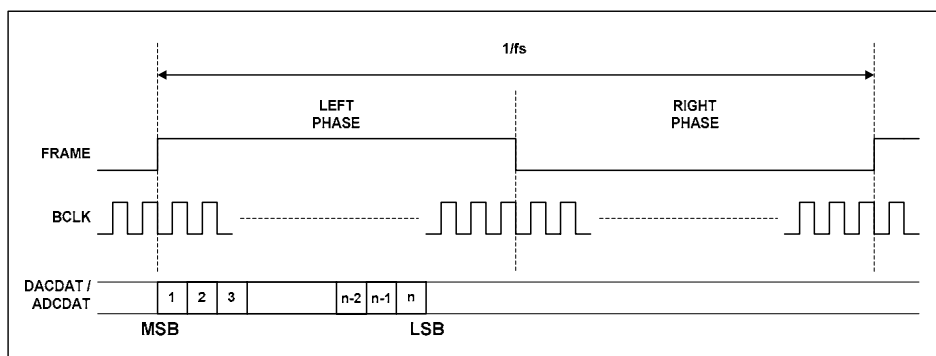 1/fs
LEFT
PHASE
RIGHT
PHASE
FRAME
BCLK
DACDAT /
ADCDAT
1 2 3 n-2 n-1 n
MSB LSB